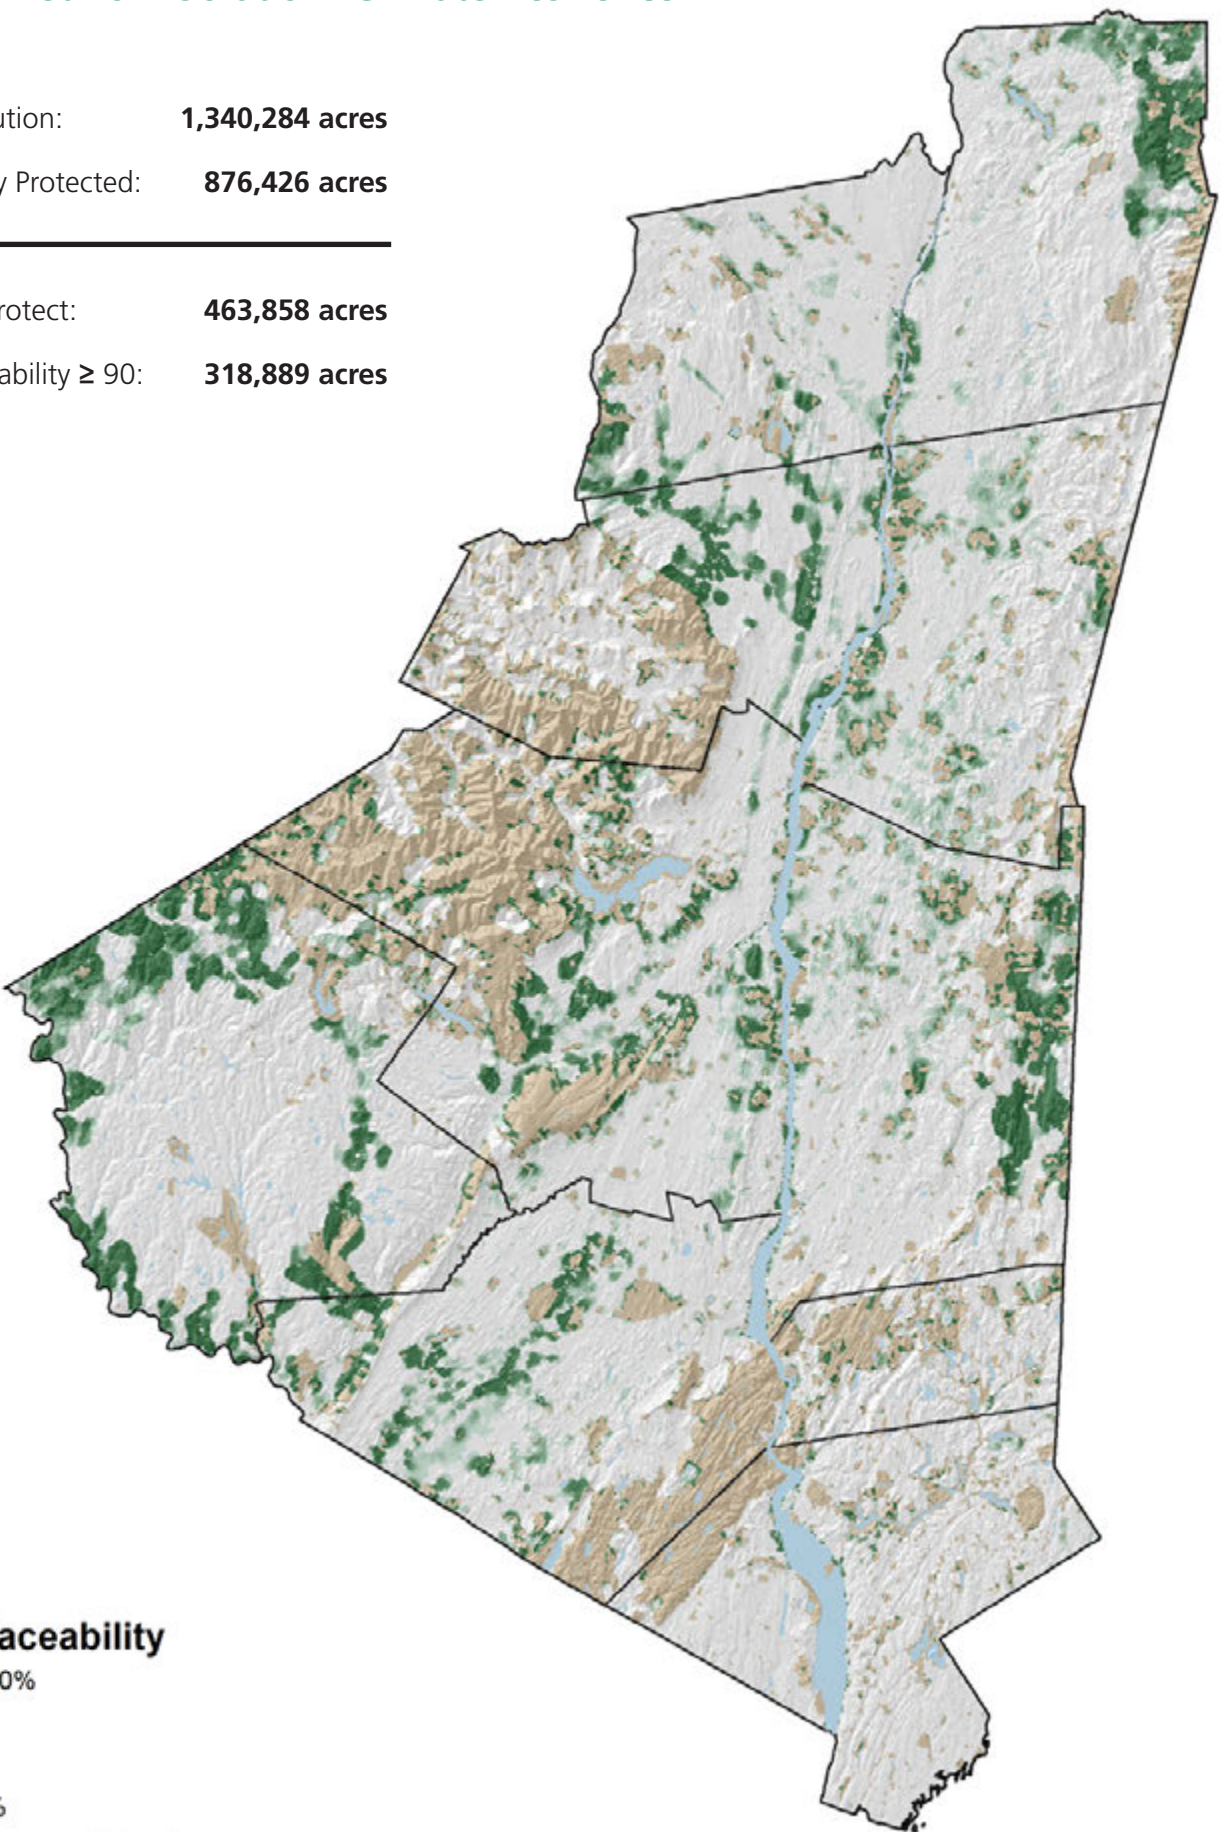 ution: 1,340,284 acres
y Protected: 876,426 acres
rotect: 463,858 acres
ability ≥ 90: 318,889 acres
aceability
0%
%